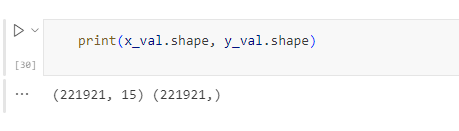 print(x_val.shape, y_val.shape)
[30]
... (221921, 15) (221921,)